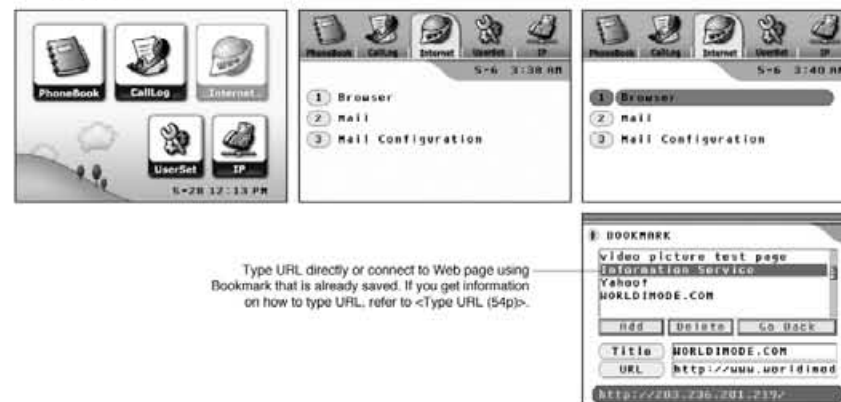 PhoneBook
CallLog
Internet
UserSet
IP
5-28 12:13 PM
PhoneBook CallLog Internet UserSet IP
5-6 3:38 AM
1 Browser
2 Mail
3 Mail Configuration
PhoneBook CallLog Internet UserSet IP
5-6 3:40 AM
1 Browser
2 Mail
3 Mail Configuration
Type URL directly or connect to Web page using
Bookmark that is already saved. If you get information
on how to type URL, refer to <Type URL (54p)>.
BOOKMARK
video picture test page
Information Service
Yahoo!
WORLDIMODE.COM
Add Delete Go Back
Title WORLDIMODE.COM
URL http://www.worldimod
http://203.236.201.219/